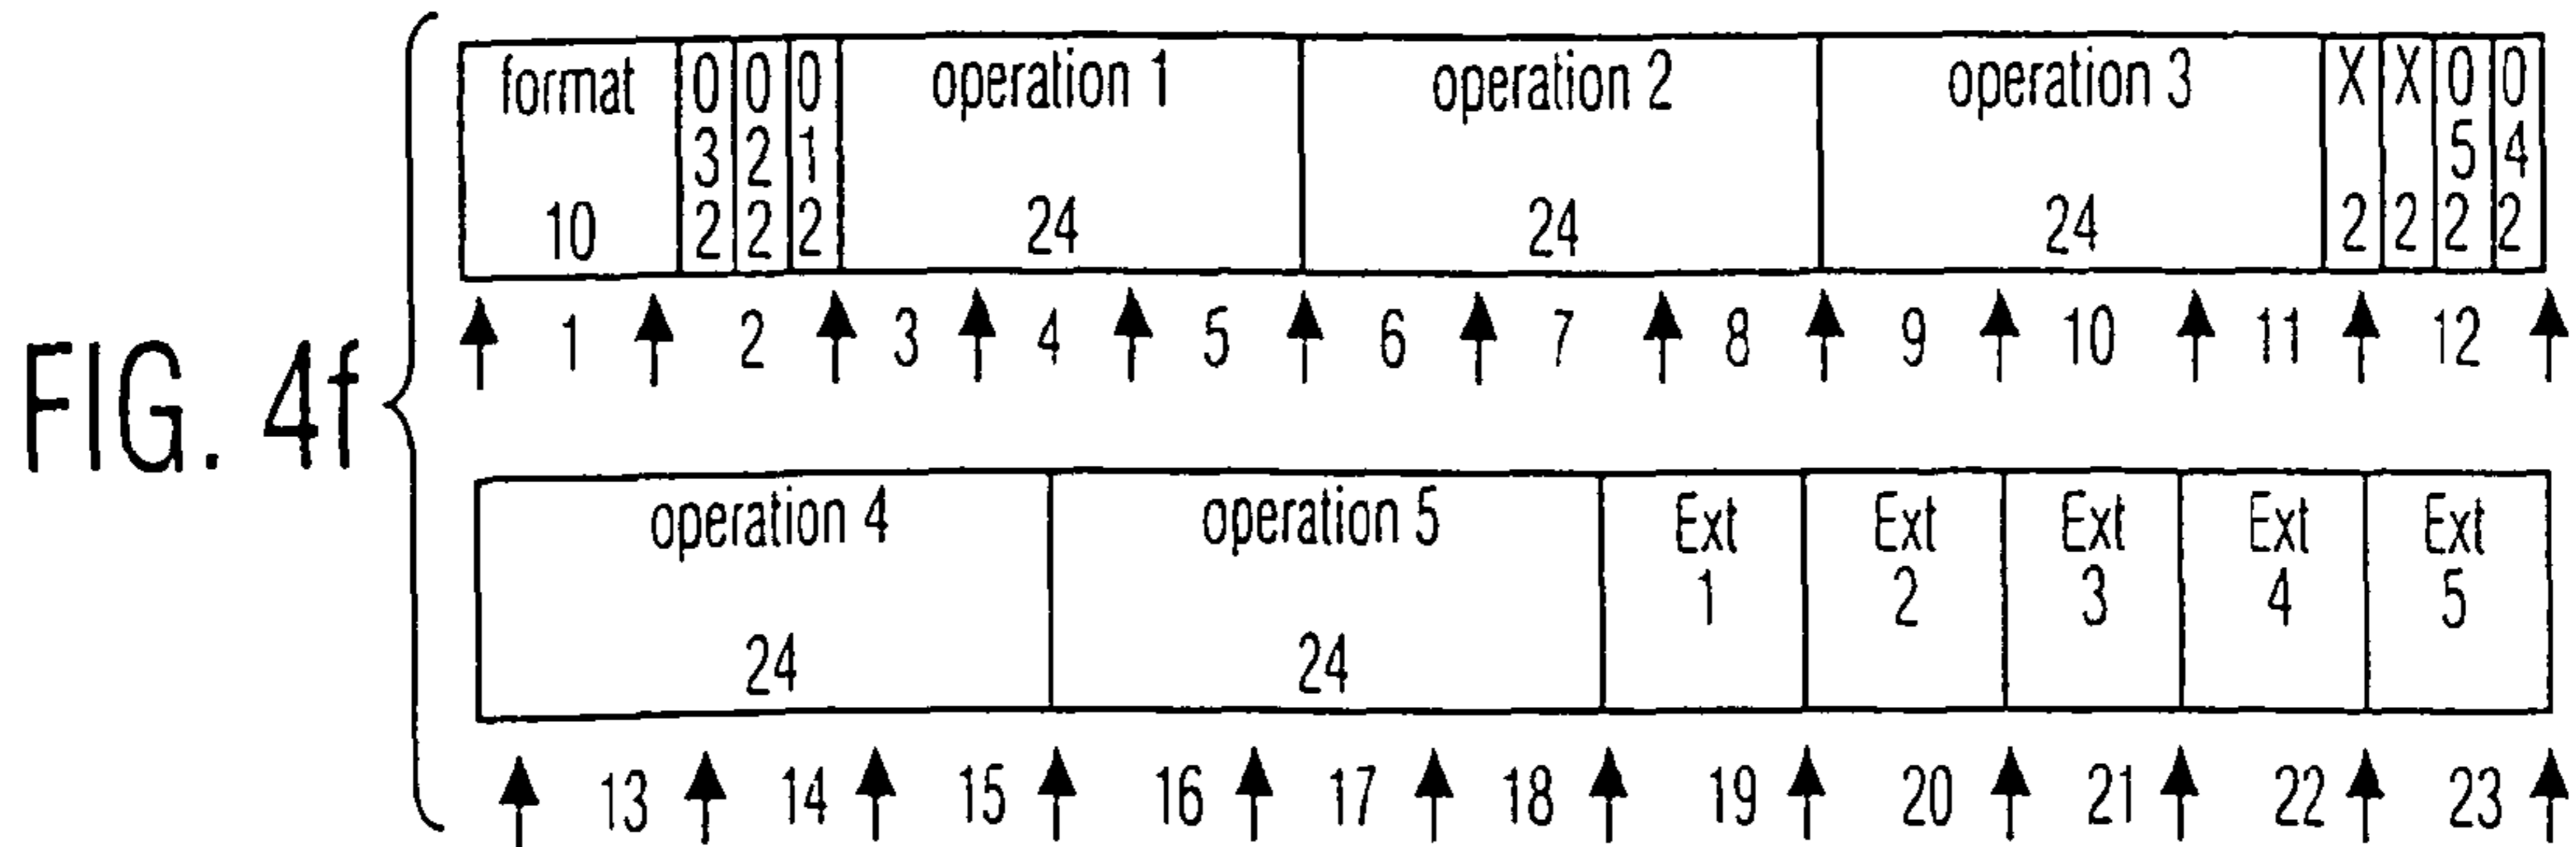 FIG. 4f
format 0 0 0 operation 1 operation 2 operation 3 X X 0 0
3 2 1 5 4
10 2 2 2 24 24 24 2 2 2 2
1 2 3 4 5 6 7 8 9 10 11 12
operation 4 operation 5 Ext Ext Ext Ext Ext
1 2 3 4 5
24 24
13 14 15 16 17 18 19 20 21 22 23